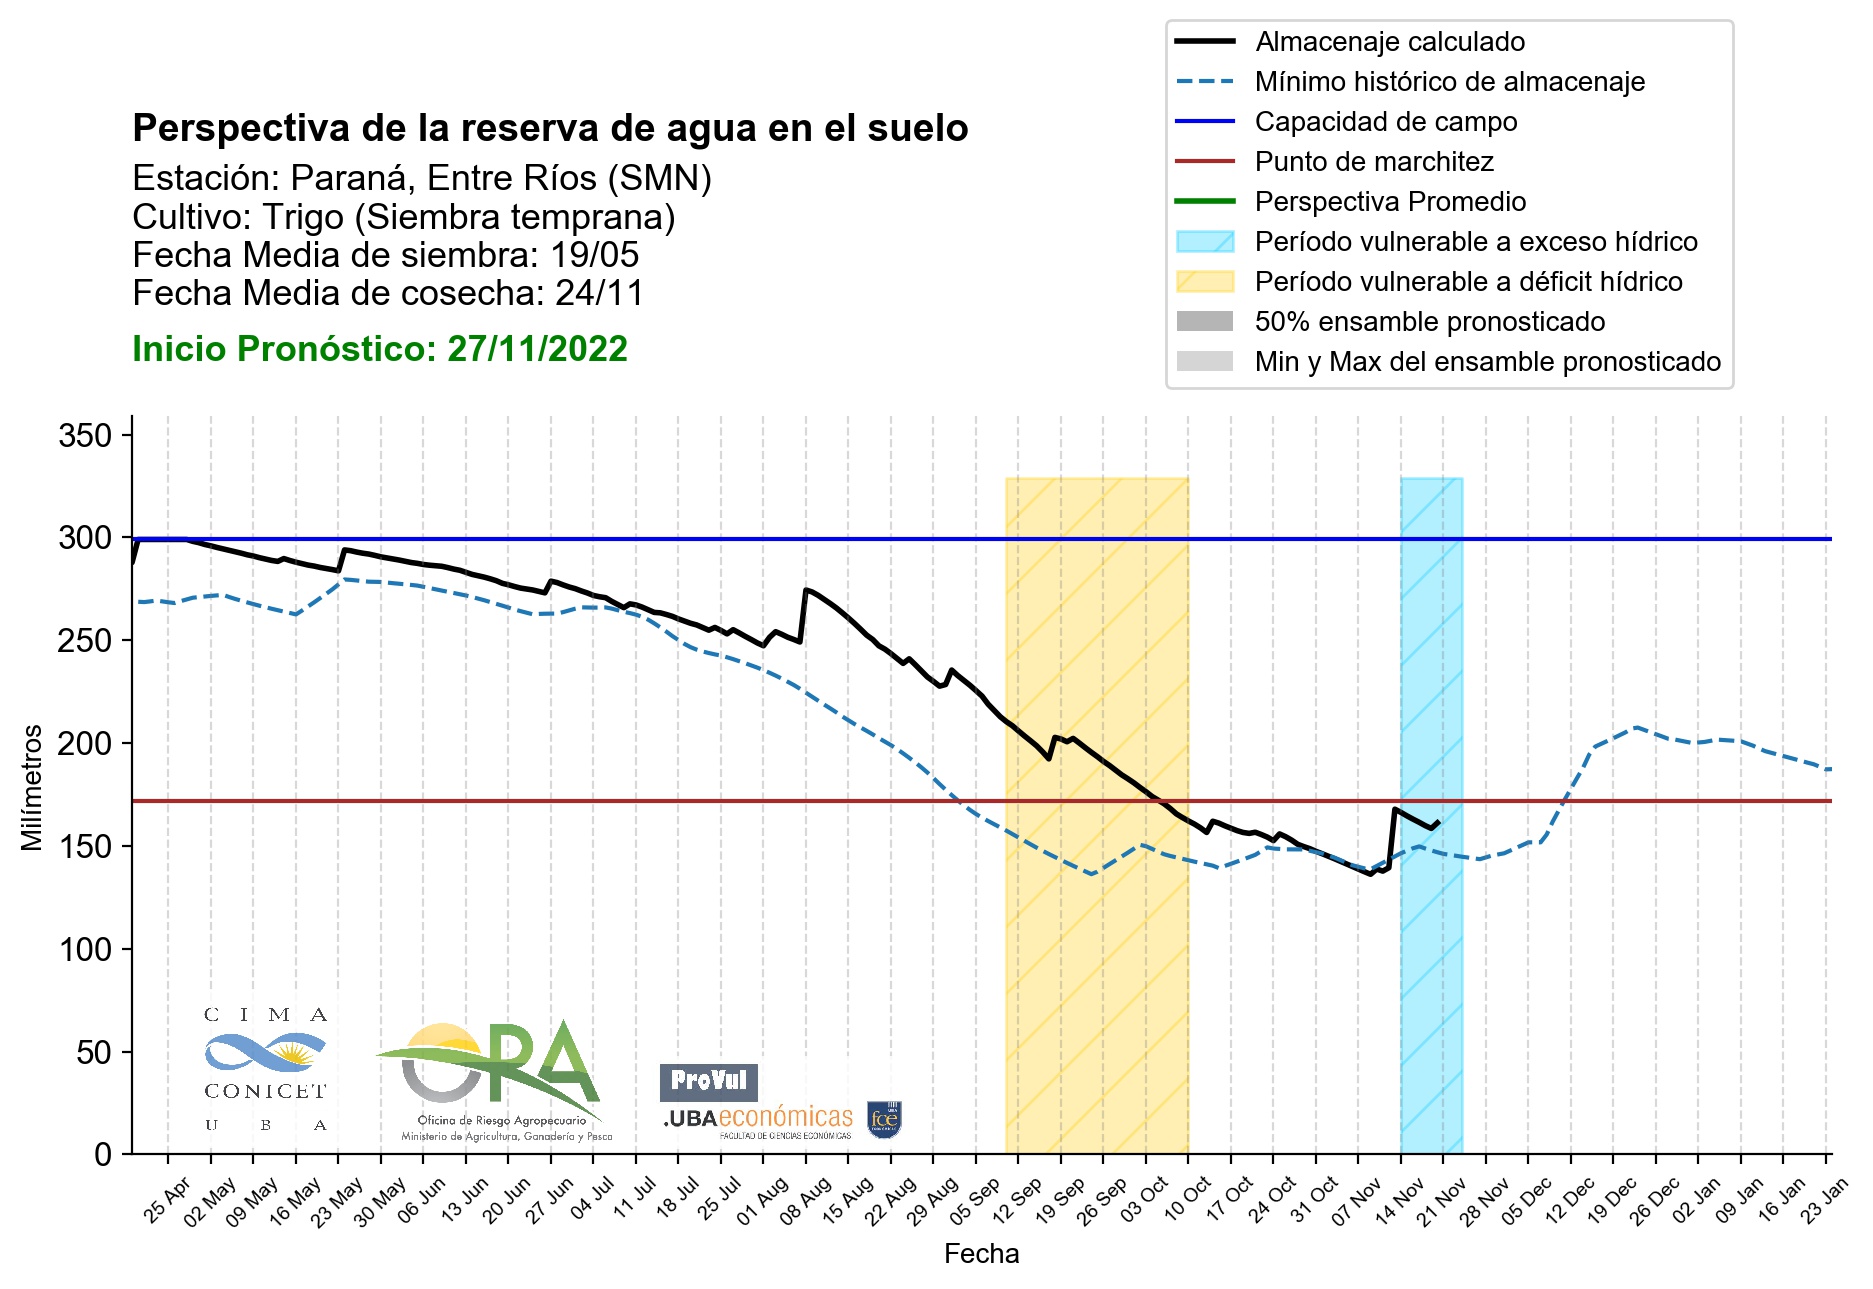 Almacenaje calculado
Mínimo histórico de almacenaje
Capacidad de campo
Punto de marchitez
Perspectiva Promedio
Período vulnerable a exceso hídrico
Período vulnerable a déficit hídrico
50% ensamble pronosticado
Min y Max del ensamble pronosticado
Perspectiva de la reserva de agua en el suelo
Estación: Paraná, Entre Ríos (SMN)
Cultivo: Trigo (Siembra temprana)
Fecha Media de siembra: 19/05
Fecha Media de cosecha: 24/11
Inicio Pronóstico: 27/11/2022
350
300
250
200
150
100
50
0
Milímetros
CIMA
CONICET
UBA
ORA
Oficina de Riesgo Agropecuario
Ministerio de Agricultura, Ganadería y Pesca
ProVul
.UBAeconómicas
FACULTAD DE CIENCIAS ECONÓMICAS
UBA
fce
ECONÓMICAS
25 Apr
02 May
09 May
16 May
23 May
30 May
06 Jun
13 Jun
20 Jun
27 Jun
04 Jul
11 Jul
18 Jul
25 Jul
01 Aug
08 Aug
15 Aug
22 Aug
29 Aug
05 Sep
12 Sep
19 Sep
26 Sep
03 Oct
10 Oct
17 Oct
24 Oct
31 Oct
07 Nov
14 Nov
21 Nov
28 Nov
05 Dec
12 Dec
19 Dec
26 Dec
02 Jan
09 Jan
16 Jan
23 Jan
Fecha